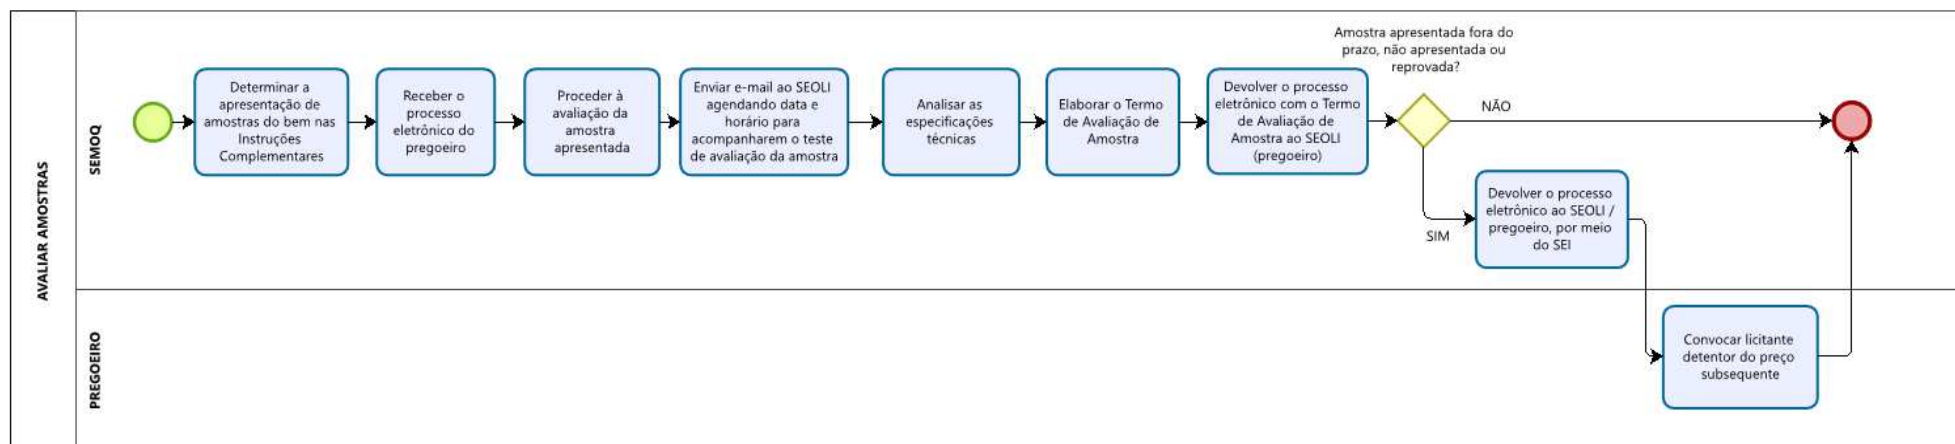 AVALIAR AMOSTRAS
SEMOQ
Determinar a
apresentação de
amostras do bem nas
Instruções
Complementares
Receber o
processo
eletrônico do
pregoeiro
Proceder à
avaliação da
amostra
apresentada
Enviar e-mail ao SEOLI
agendando data e
horário para
acompanharem o teste
de avaliação da amostra
Analisar as
especificações
técnicas
Elaborar o Termo
de Avaliação de
Amostra
Devolver o processo
eletrônico com o Termo
de Avaliação de
Amostra ao SEOLI
(pregoeiro)
Amostra apresentada fora do
prazo, não apresentada ou
reprovada?
NÃO
SIM
Devolver o processo
eletrônico ao SEOLI /
pregoeiro, por meio
do SEI
PREGOEIRO
Convocar licitante
detentor do preço
subsequente